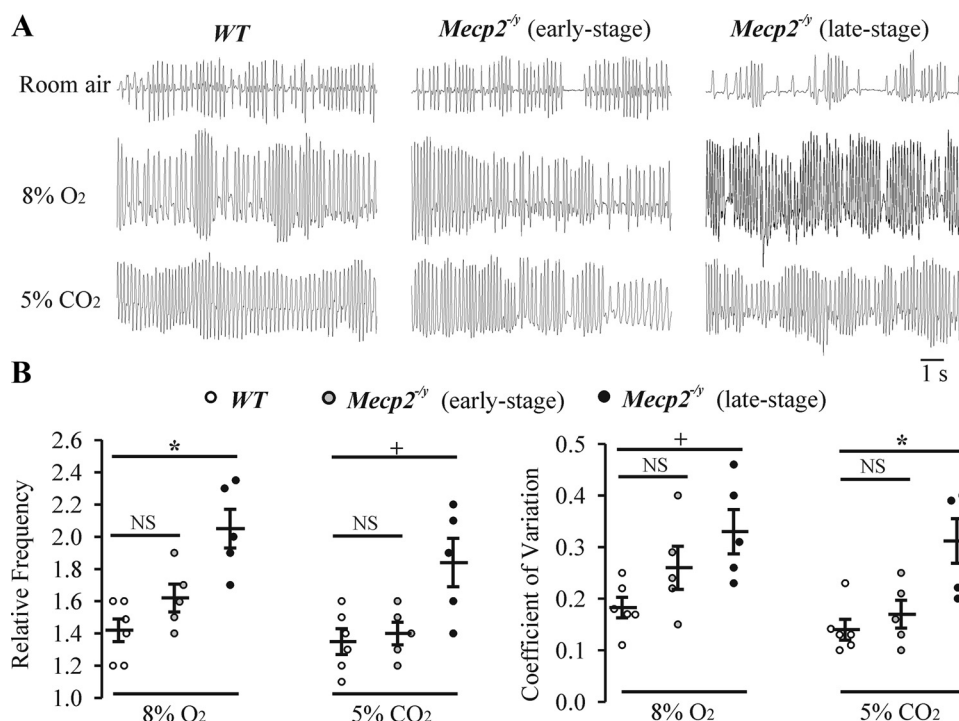 A
WT
Mecp2-/y (early-stage)
Mecp2-/y (late-stage)
Room air
8% O2
5% CO2
1 s
B
WT
Mecp2-/y (early-stage)
Mecp2-/y (late-stage)
Relative Frequency
2.6
2.4
2.2
2.0
1.8
1.6
1.4
1.2
1.0
*
NS
+
NS
8% O2
5% CO2
Coefficient of Variation
0.5
0.4
0.3
0.2
0.1
0.0
+
NS
*
NS
8% O2
5% CO2